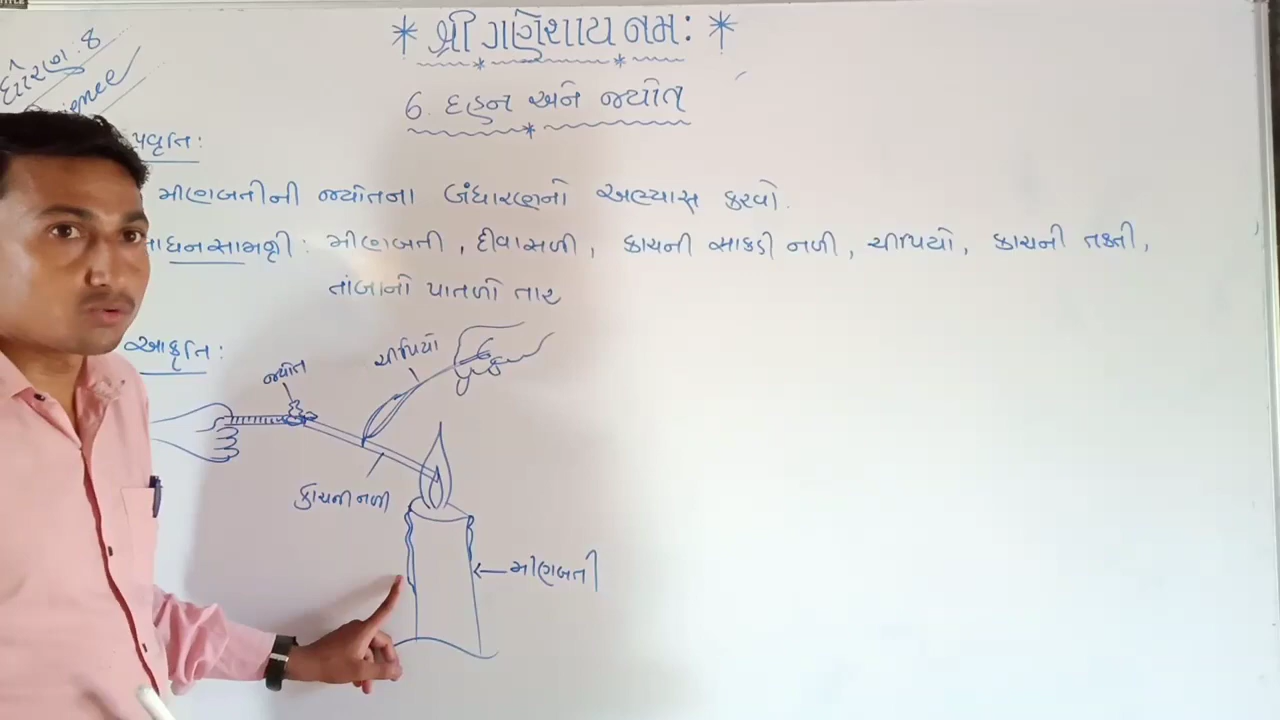 ધોરણ : 8
* શ્રી ગણેશાય નમઃ *
6. દહન અને જ્યોત
પ્રવૃત્તિ :
મીણબત્તીની જ્યોતના બંધારણનો અભ્યાસ કરવો.
સાધનસામગ્રી : મીણબત્તી, દીવાસળી, કાચની સાકડી નળી, ચીપિયો, કાચની તક્તી,
તાંબાનો પાતળો તાર
આકૃતિ :
જ્યોત
ચીપિયો
કાચની નળી
મીણબતી